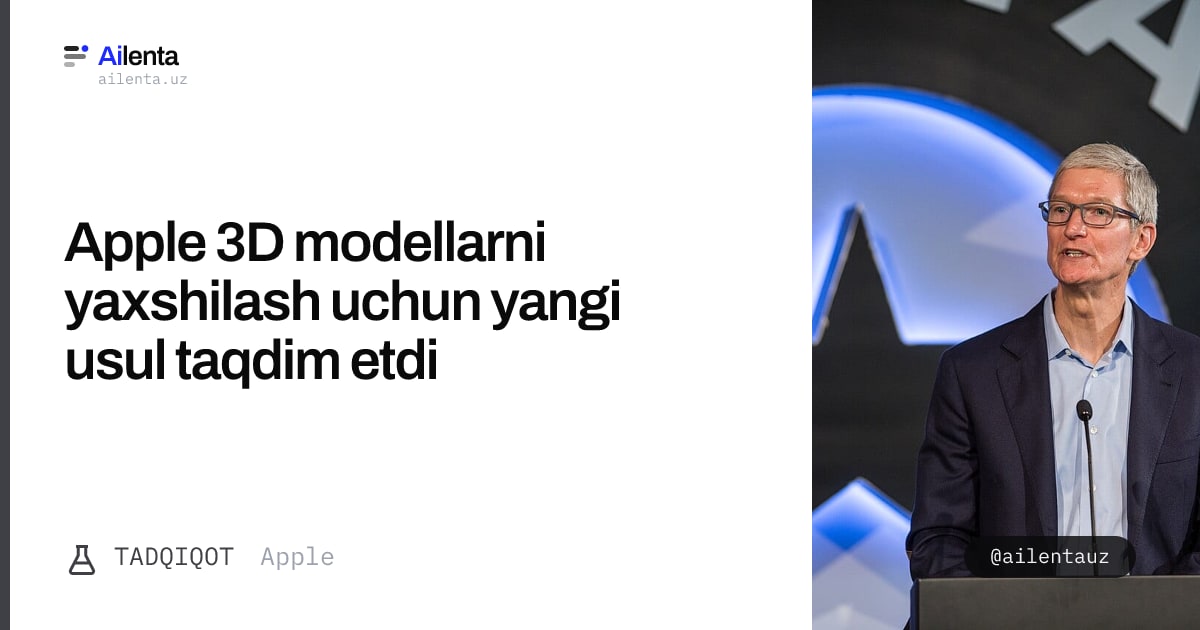 Ailenta
ailenta.uz
Apple 3D modellarni
yaxshilash uchun yangi
usul taqdim etdi
TADQIQOT Apple
@ailentauz